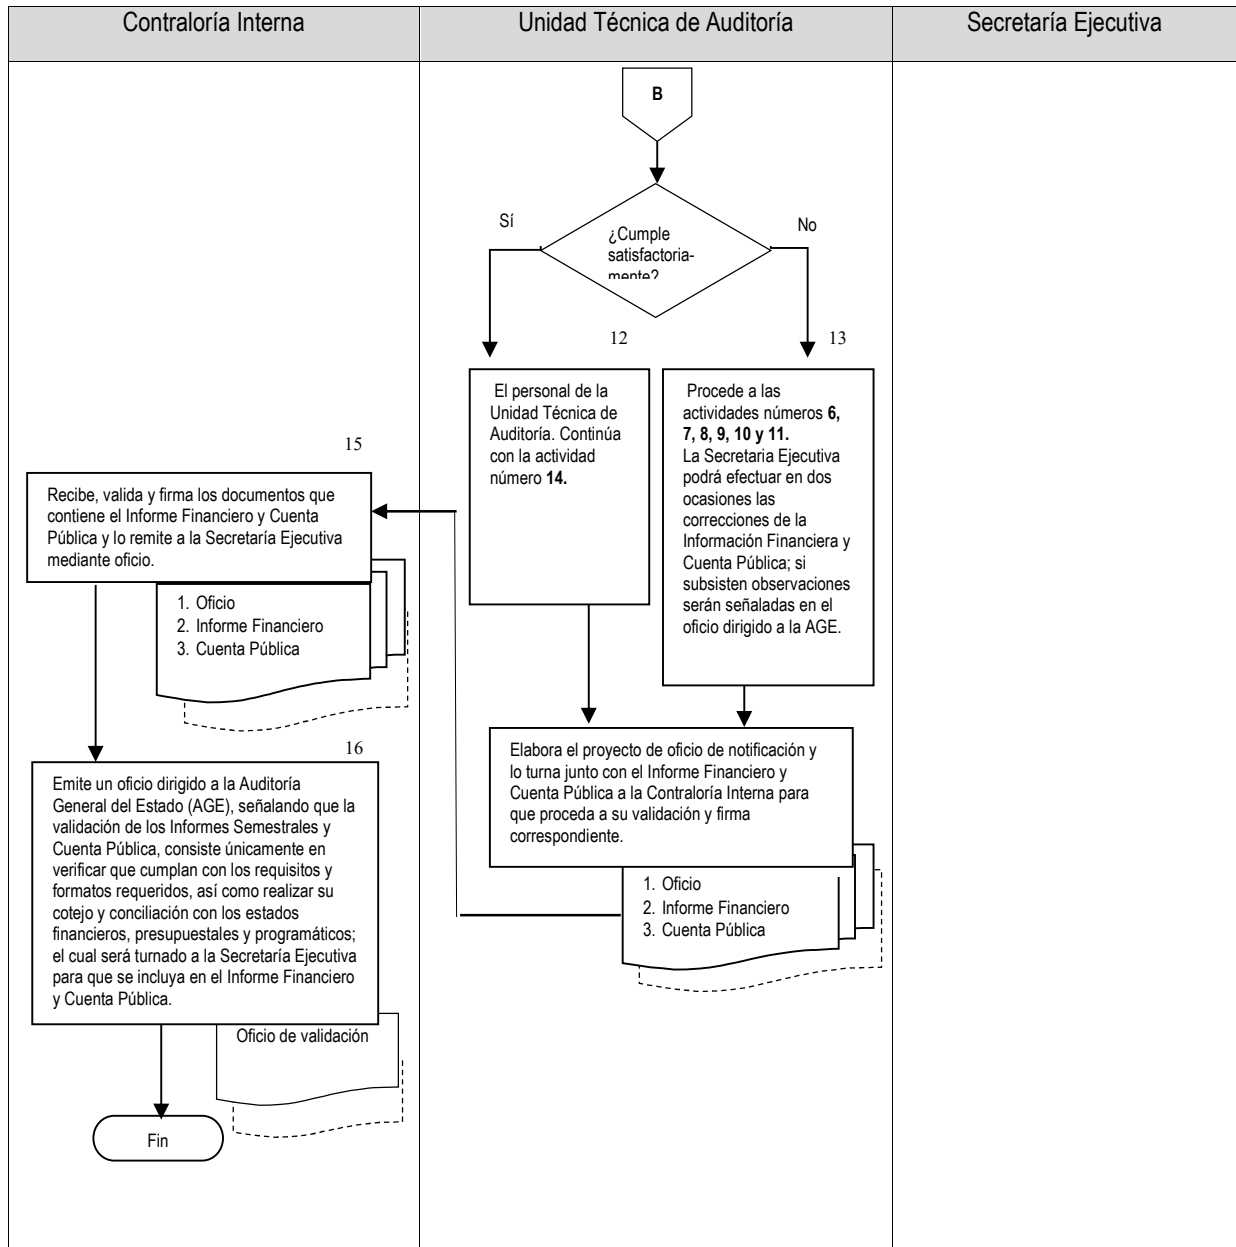 Contraloría Interna
Unidad Técnica de Auditoría
Secretaría Ejecutiva
B
Sí
No
¿Cumple
satisfactoria-
mente?
12
13
El personal de la
Unidad Técnica de
Auditoría. Continúa
con la actividad
número 14.
Procede a las
actividades números 6,
7, 8, 9, 10 y 11.
La Secretaria Ejecutiva
podrá efectuar en dos
ocasiones las
correcciones de la
Información Financiera y
Cuenta Pública; si
subsisten observaciones
serán señaladas en el
oficio dirigido a la AGE.
Elabora el proyecto de oficio de notificación y
lo turna junto con el Informe Financiero y
Cuenta Pública a la Contraloría Interna para
que proceda a su validación y firma
correspondiente.
1. Oficio
2. Informe Financiero
3. Cuenta Pública
15
Recibe, valida y firma los documentos que
contiene el Informe Financiero y Cuenta
Pública y lo remite a la Secretaría Ejecutiva
mediante oficio.
1. Oficio
2. Informe Financiero
3. Cuenta Pública
16
Emite un oficio dirigido a la Auditoría
General del Estado (AGE), señalando que la
validación de los Informes Semestrales y
Cuenta Pública, consiste únicamente en
verificar que cumplan con los requisitos y
formatos requeridos, así como realizar su
cotejo y conciliación con los estados
financieros, presupuestales y programáticos;
el cual será turnado a la Secretaría Ejecutiva
para que se incluya en el Informe Financiero
y Cuenta Pública.
Oficio de validación
Fin